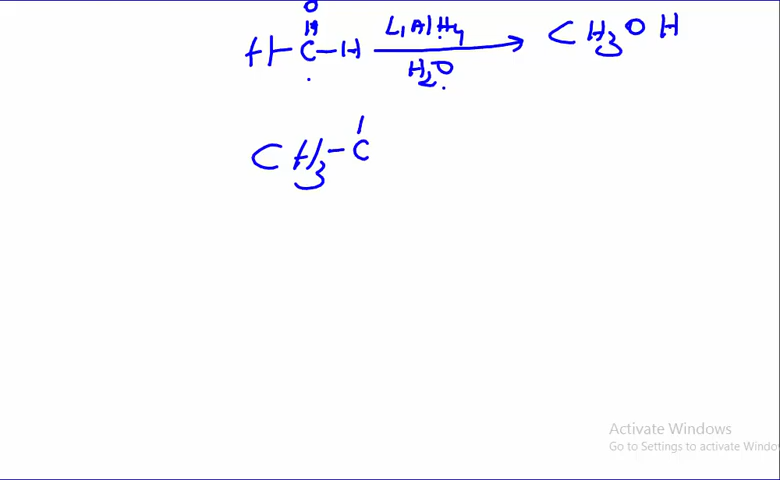 O
||
H-C-H LiAlH4 → CH3OH
H2O
CH3-C
Activate Windows
Go to Settings to activate Windo